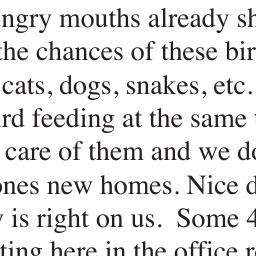 ngry mouths already sh
the chances of these bir
cats, dogs, snakes, etc.
rd feeding at the same
care of them and we do
ones new homes. Nice d
is right on us. Some 4
ting here in the office r